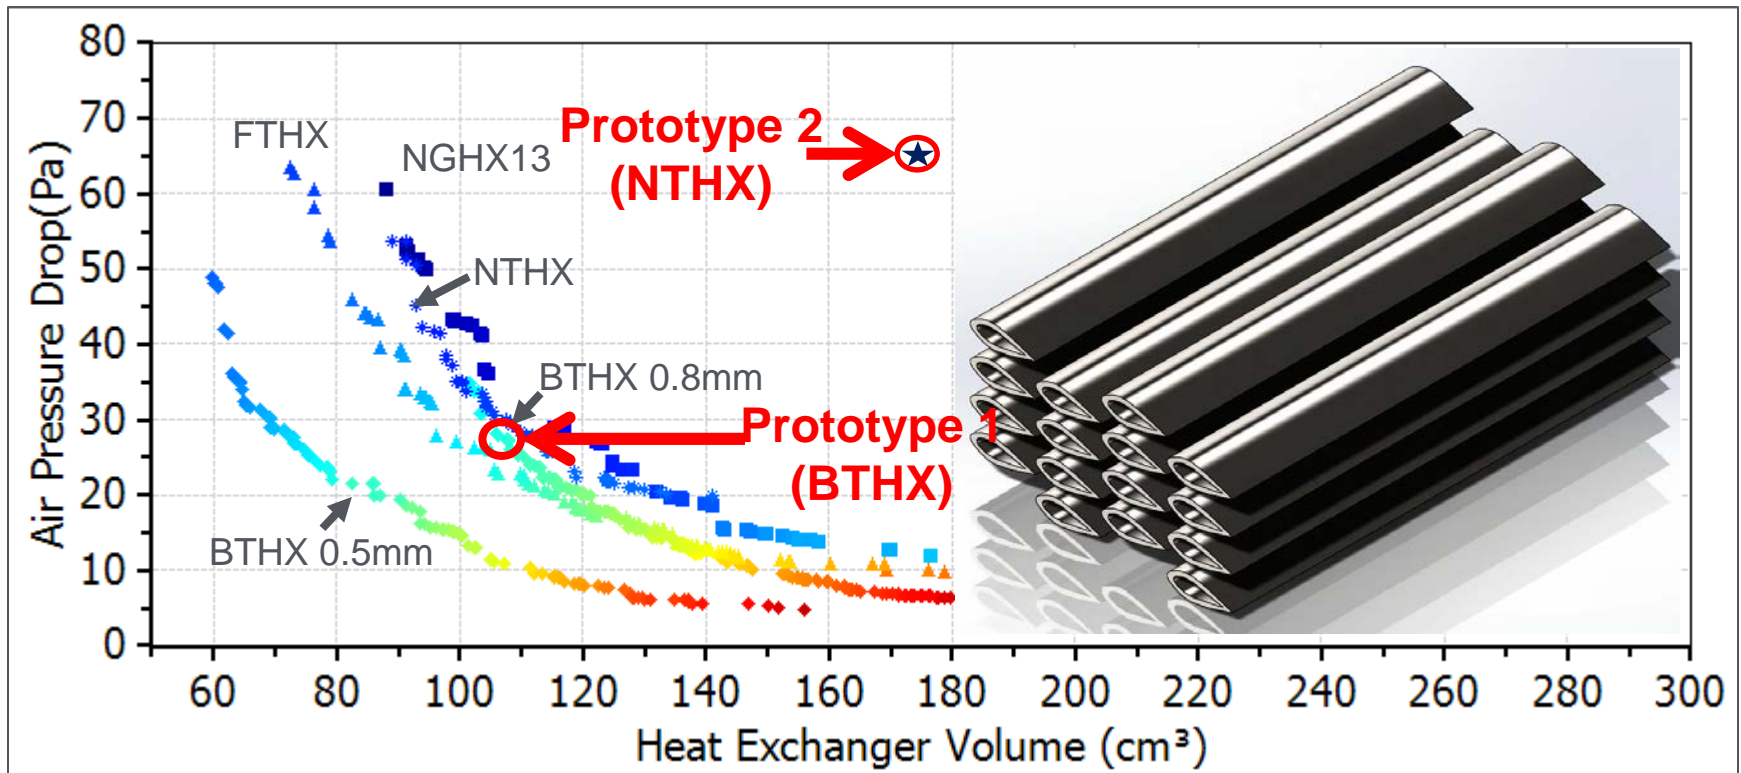 Air Pressure Drop(Pa)
80
70
60
50
40
30
20
10
0
FTHX
NGHX13
Prototype 2
(NTHX)
NTHX
BTHX 0.8mm
Prototype 1
(BTHX)
BTHX 0.5mm
60 80 100 120 140 160 180 200 220 240 260 280 300
Heat Exchanger Volume (cm³)